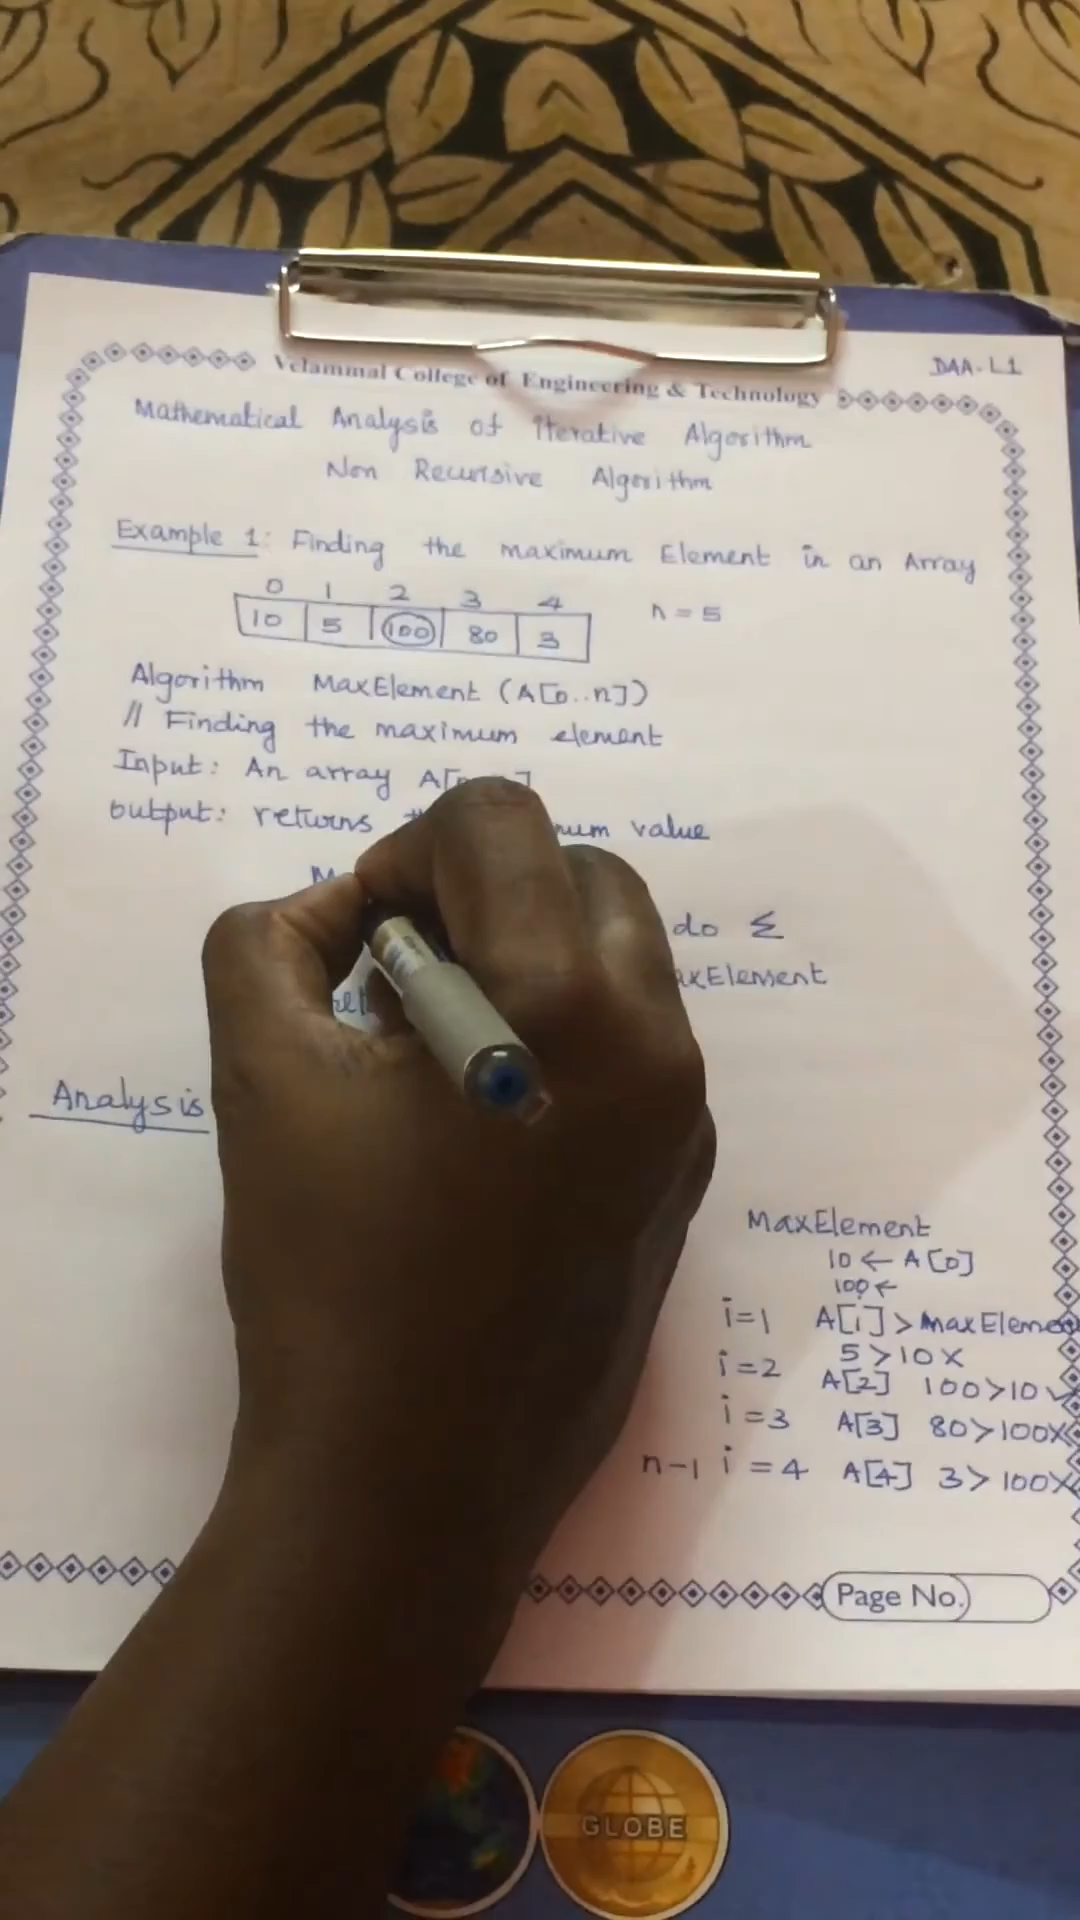 DAA-L1
Velammal College of Engineering & Technology
Mathematical Analysis of iterative Algorithm
Non Recursive Algorithm
Example 1: Finding the maximum Element in an Array
0 1 2 3 4
10 5 100 80 3 n = 5
Algorithm MaxElement (A[0..n])
// Finding the maximum element
Input: An array
output: returns value
do Σ
Analysis
MaxElement
10 ← A[0]
100 ←
i=1 A[i] > MaxElement
5 > 10 X
i=2 A[2] 100>10 ✓
i=3 A[3] 80>100X
n-1 i=4 A[4] 3>100X
Page No.
GLOBE